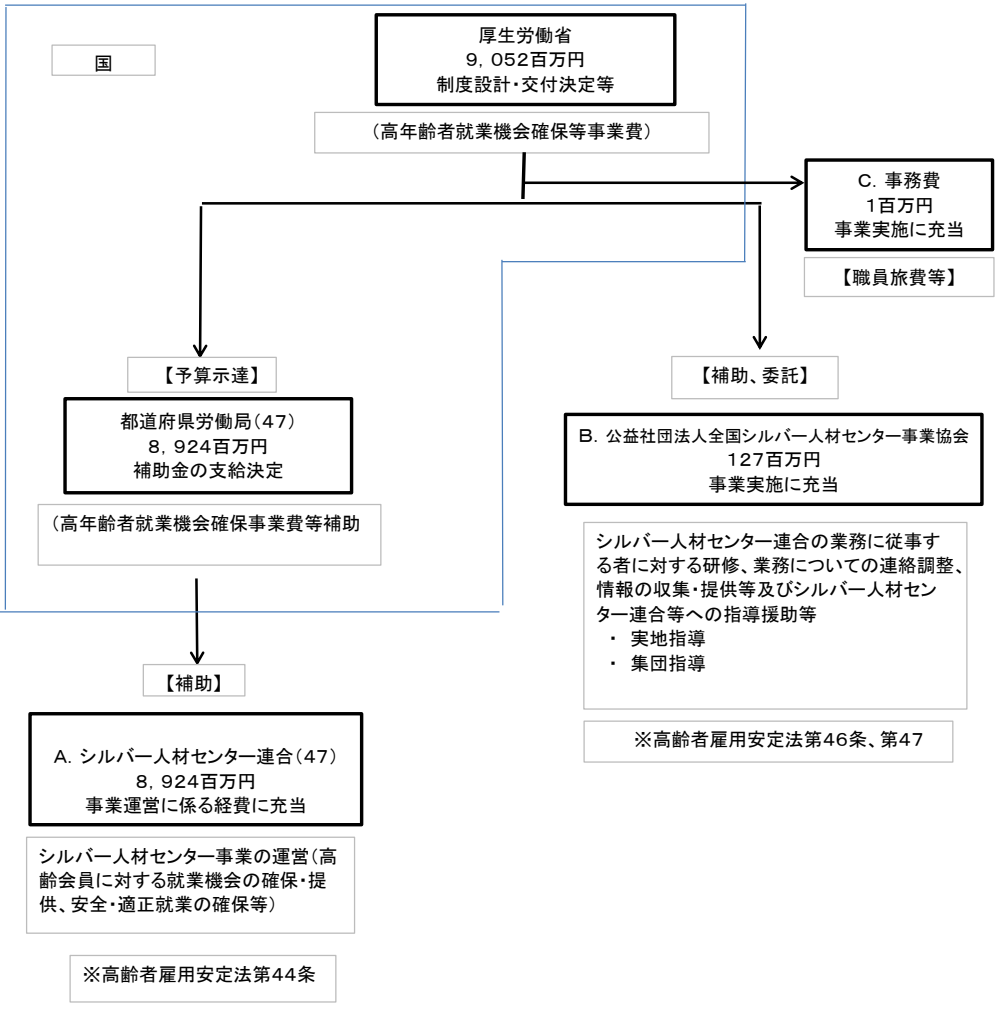 国
厚生労働省
9，052百万円
制度設計・交付決定等
（高年齢者就業機会確保等事業費）
C．事務費
1百万円
事業実施に充当
【職員旅費等】
【予算示達】
都道府県労働局（47）
8，924百万円
補助金の支給決定
（高年齢者就業機会確保事業費等補助
【補助】
A．シルバー人材センター連合（47）
8，924百万円
事業運営に係る経費に充当
シルバー人材センター事業の運営（高
齢会員に対する就業機会の確保・提
供、安全・適正就業の確保等）
※高齢者雇用安定法第44条
【補助、委託】
B．公益社団法人全国シルバー人材センター事業協会
127百万円
事業実施に充当
シルバー人材センター連合の業務に従事す
る者に対する研修、業務についての連絡調整、
情報の収集・提供等及びシルバー人材セン
ター連合等への指導援助等
・ 実地指導
・ 集団指導
※高齢者雇用安定法第46条、第47